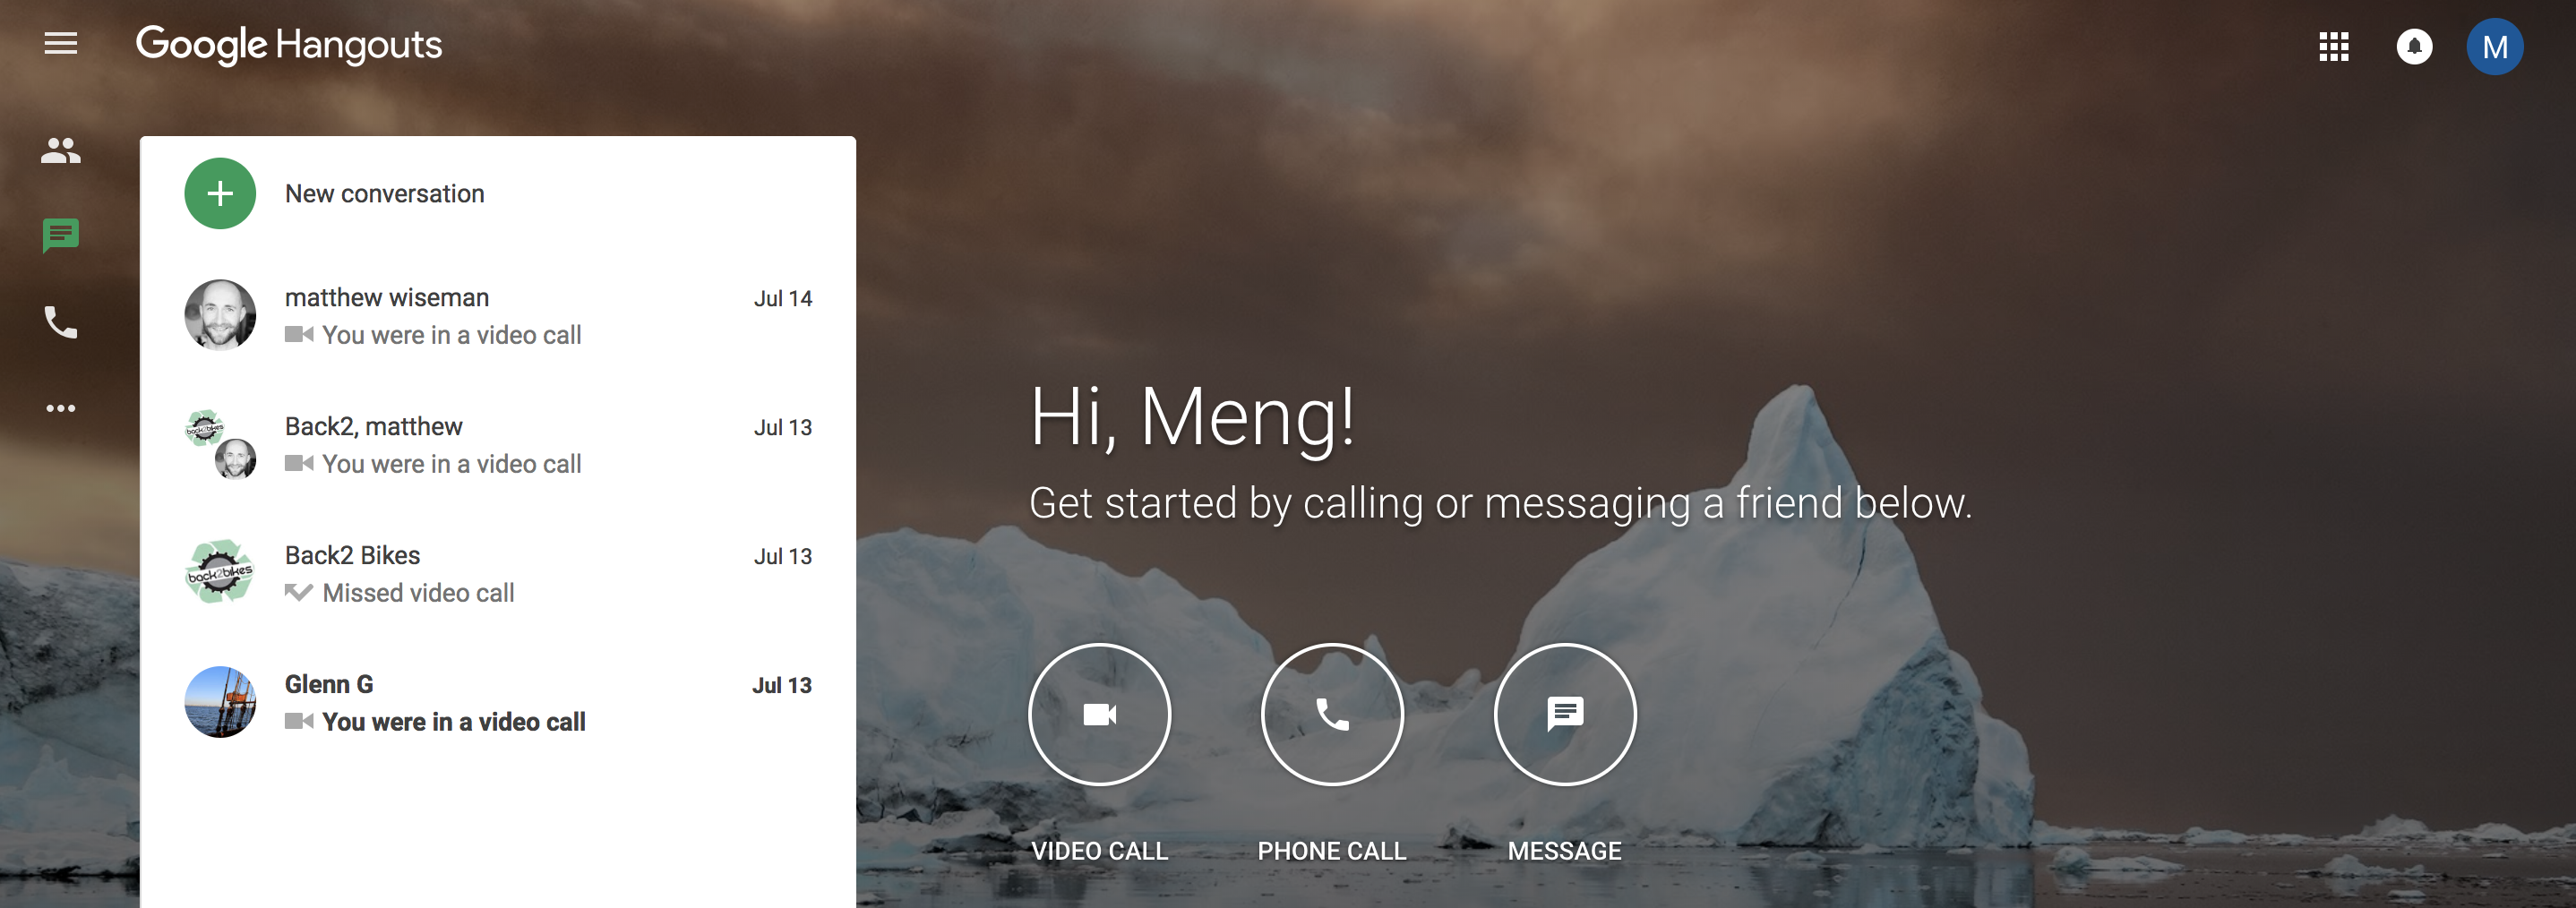 Google Hangouts
M
New conversation
matthew wiseman
Jul 14
You were in a video call
Back2, matthew
Jul 13
You were in a video call
back2bikes
Back2 Bikes
Jul 13
Missed video call
back2bikes
Glenn G
Jul 13
You were in a video call
Hi, Meng!
Get started by calling or messaging a friend below.
VIDEO CALL
PHONE CALL
MESSAGE